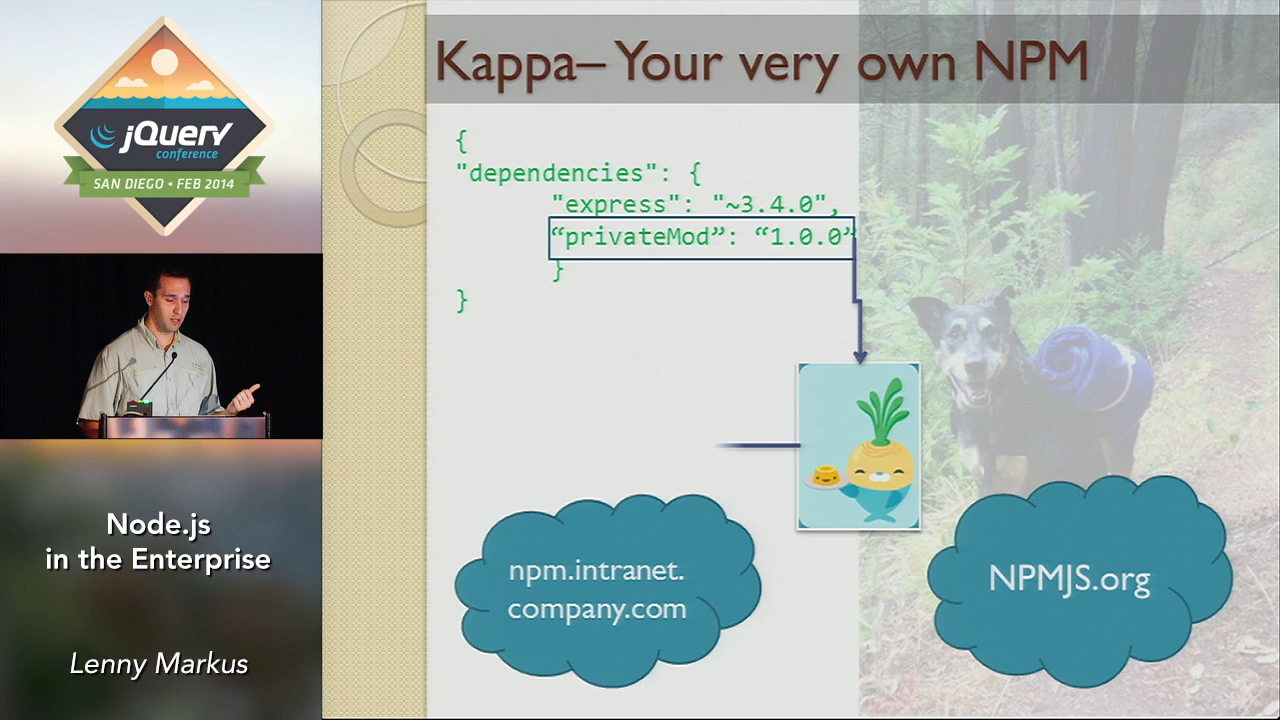 jQuery
conference
SAN DIEGO • FEB 2014
Node.js
in the Enterprise
Lenny Markus
Kappa– Your very own NPM
{
"dependencies": {
"express": "~3.4.0",
“privateMod”: “1.0.0”
}
}
npm.intranet.
company.com
NPMJS.org